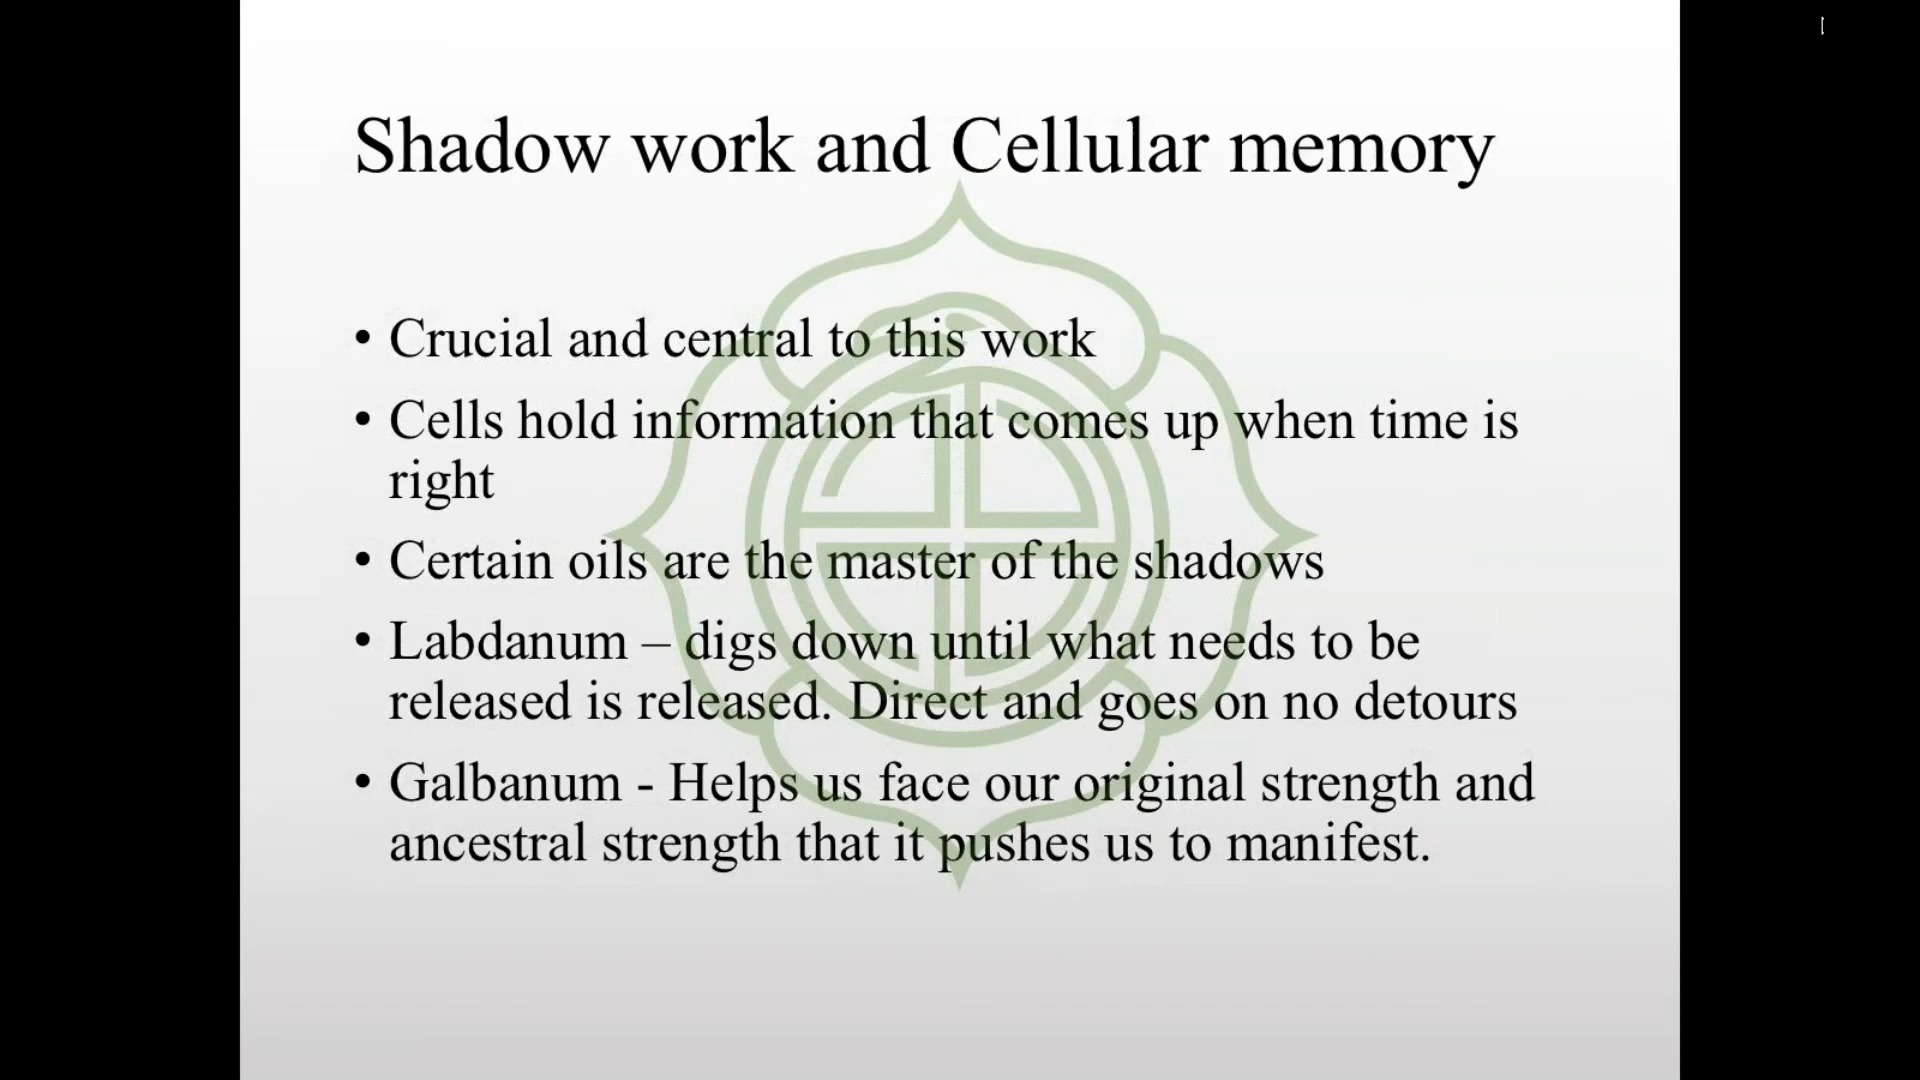 Shadow work and Cellular memory
• Crucial and central to this work
• Cells hold information that comes up when time is
right
• Certain oils are the master of the shadows
• Labdanum – digs down until what needs to be
released is released. Direct and goes on no detours
• Galbanum - Helps us face our original strength and
ancestral strength that it pushes us to manifest.